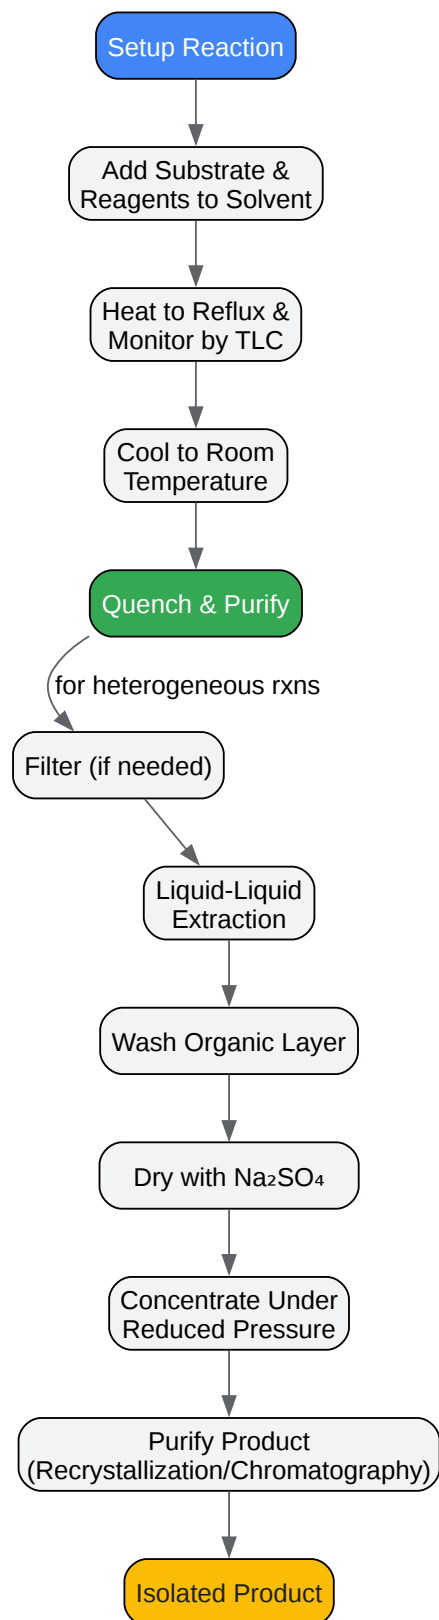 Setup Reaction
Add Substrate &
Reagents to Solvent
Heat to Reflux &
Monitor by TLC
Cool to Room
Temperature
Quench & Purify
for heterogeneous rxns
Filter (if needed)
Liquid-Liquid
Extraction
Wash Organic Layer
Dry with Na₂SO₄
Concentrate Under
Reduced Pressure
Purify Product
(Recrystallization/Chromatography)
Isolated Product